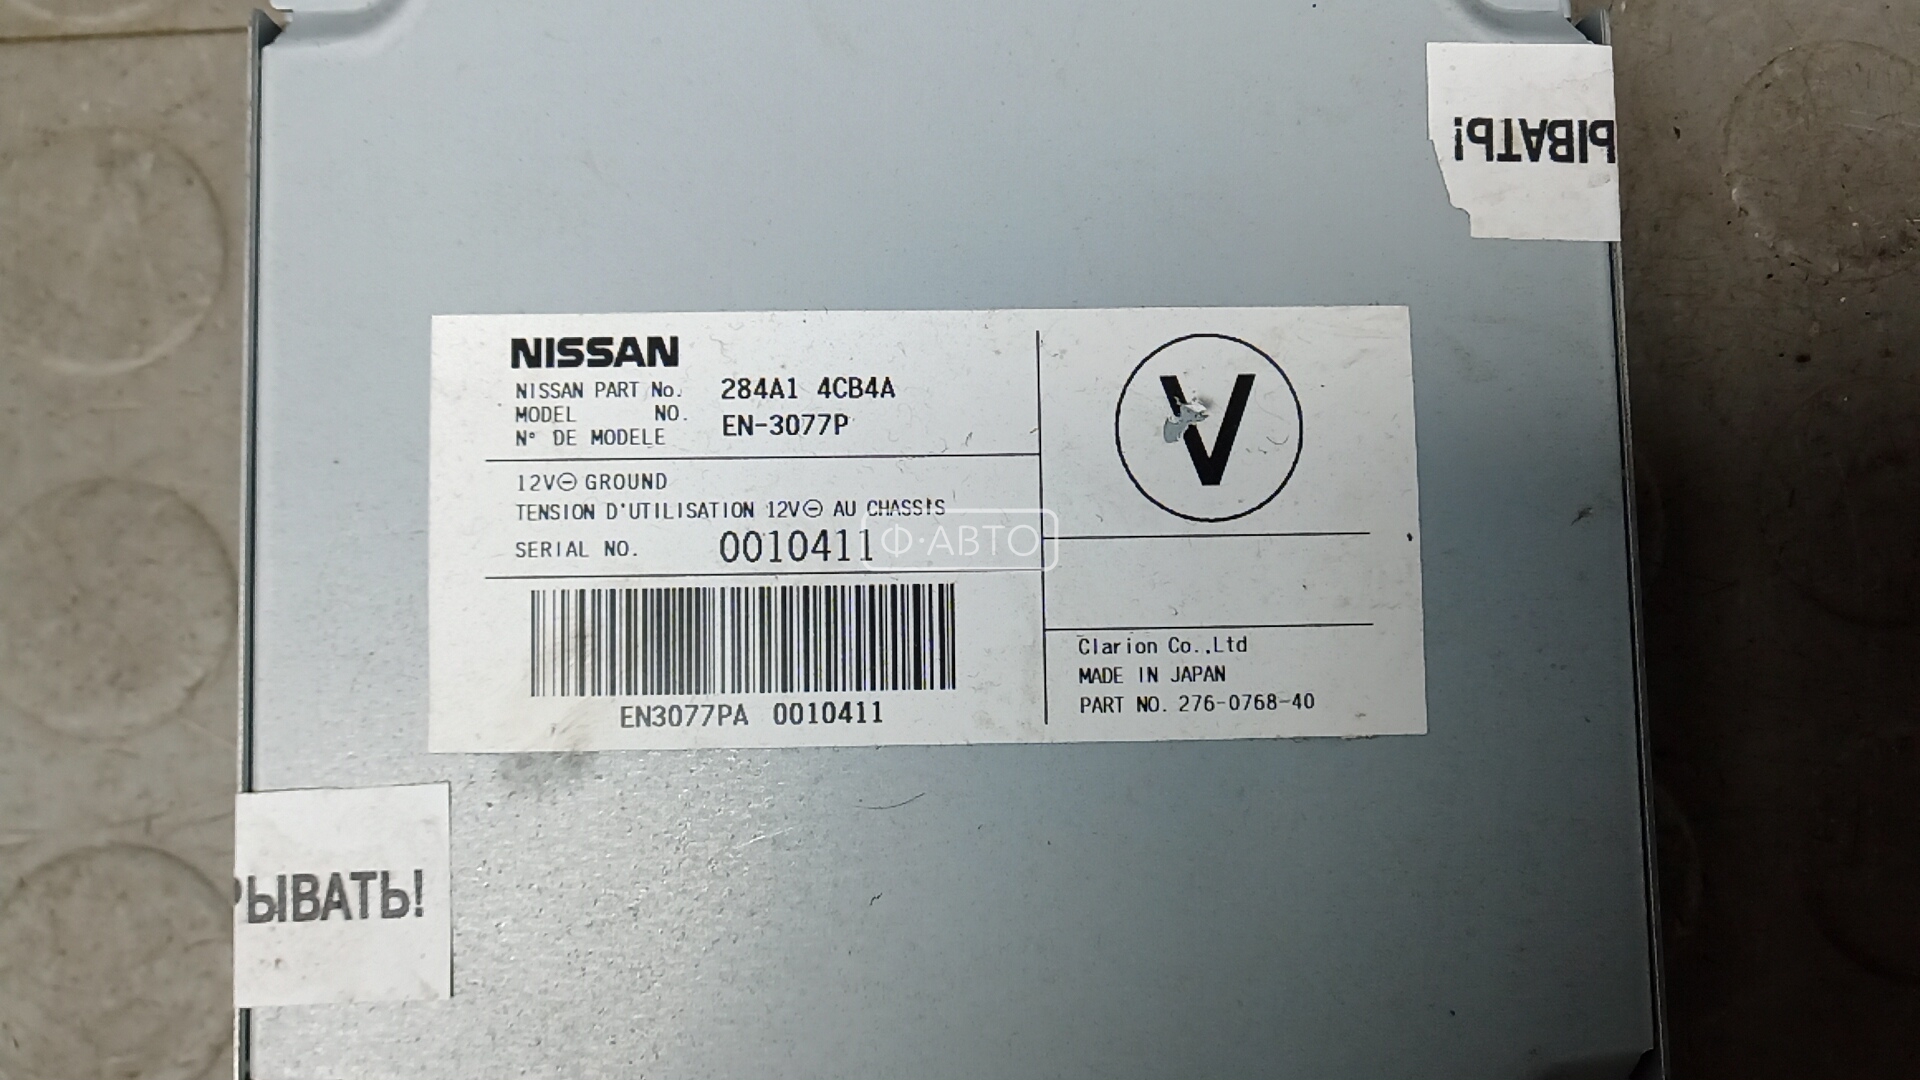 ЫВАТЬ!
NISSAN
NISSAN PART No. 284A1 4CB4A
MODEL NO. EN-3077P
N° DE MODELE
12V⊖ GROUND
TENSION D'UTILISATION 12V⊖ AU CHASSIS
SERIAL NO. 0010411
Ф·АВТО
EN3077PA 0010411
V
Clarion Co.,Ltd
MADE IN JAPAN
PART NO. 276-0768-40
РЫВАТЬ!